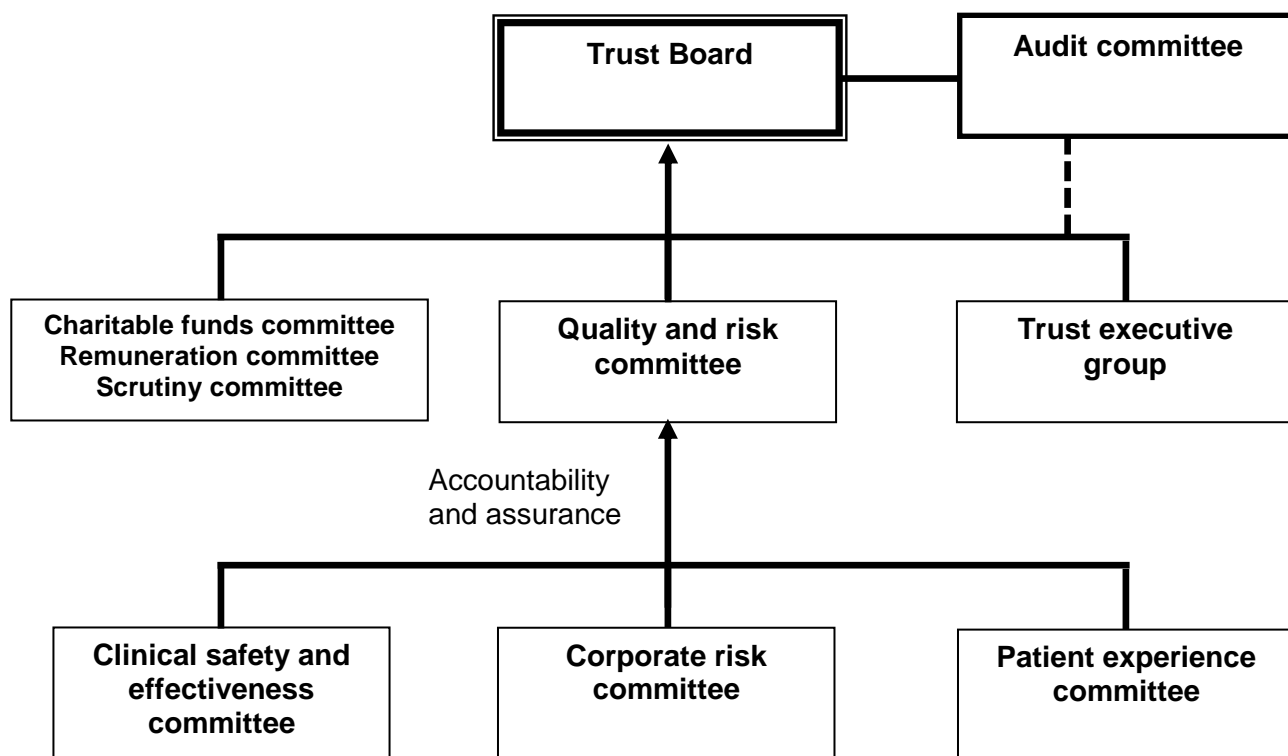 Trust Board
Audit committee
Charitable funds committee
Remuneration committee
Scrutiny committee
Quality and risk
committee
Trust executive
group
Accountability
and assurance
Clinical safety and
effectiveness
committee
Corporate risk
committee
Patient experience
committee